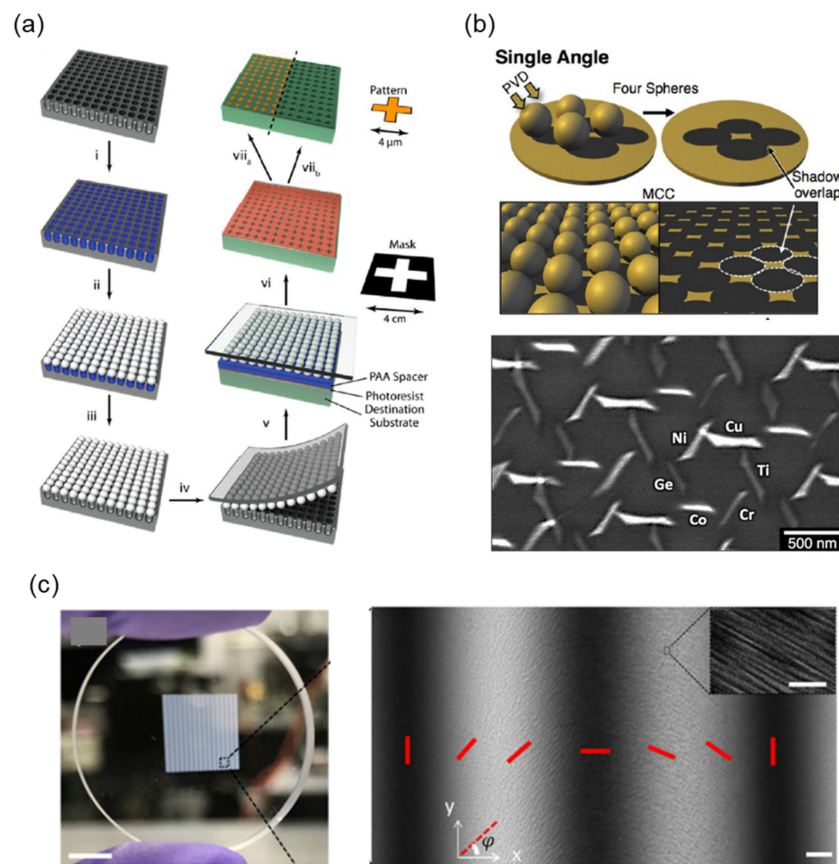 (a)
i
ii
iii
iv
v
vi
vii a
vii b
Pattern
4 μm
Mask
4 cm
PAA Spacer
Photoresist
Destination
Substrate
(b)
Single Angle
PVD
Four Spheres
Shadow
overlap
MCC
Ni
Cu
Ge
Ti
Co
Cr
500 nm
(c)
y
φ
x